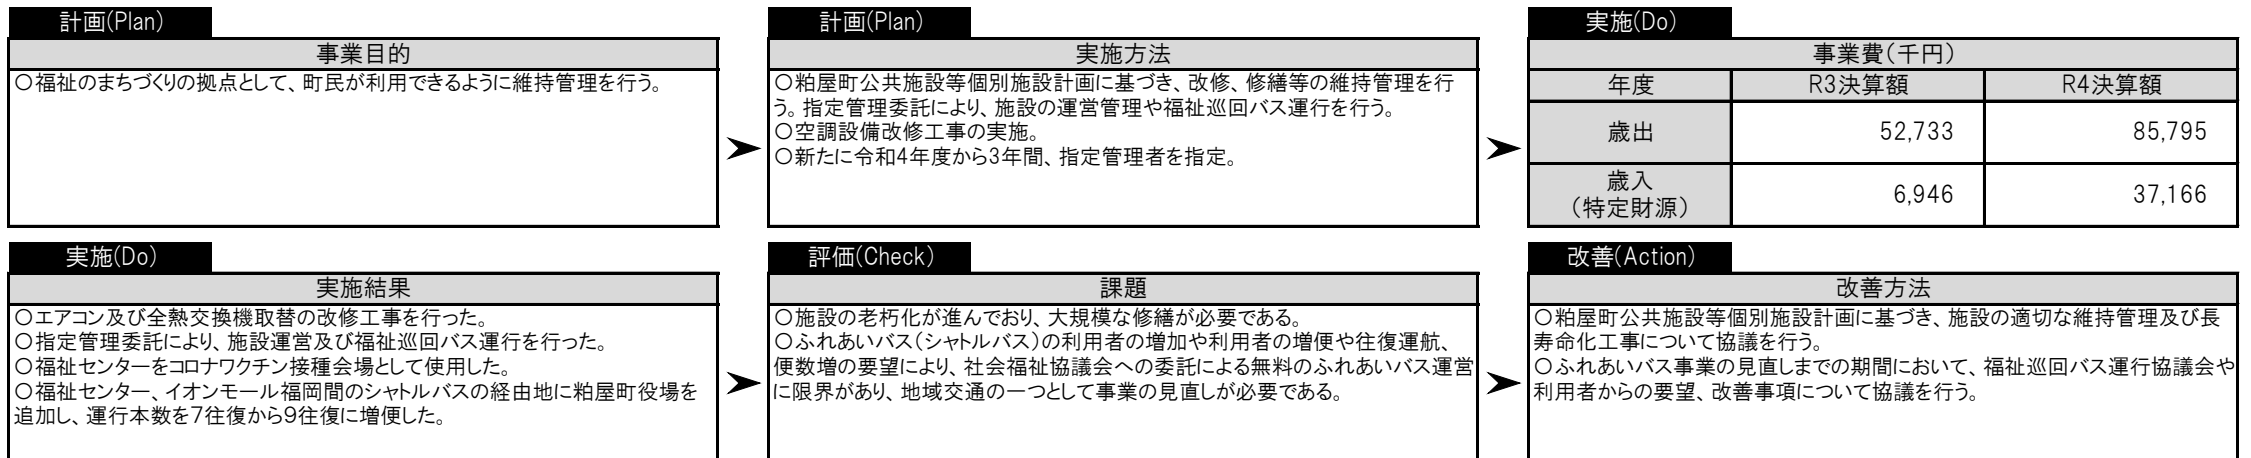 計画(Plan)
事業目的
○福祉のまちづくりの拠点として、町民が利用できるように維持管理を行う。
計画(Plan)
実施方法
○粕屋町公共施設等個別施設計画に基づき、改修、修繕等の維持管理を行
う。指定管理委託により、施設の運営管理や福祉巡回バス運行を行う。
○空調設備改修工事の実施。
○新たに令和4年度から3年間、指定管理者を指定。
実施(Do)
事業費(千円)
年度 R3決算額 R4決算額
歳出 52,733 85,795
歳入
(特定財源) 6,946 37,166
実施(Do)
実施結果
○エアコン及び全熱交換機取替の改修工事を行った。
○指定管理委託により、施設運営及び福祉巡回バス運行を行った。
○福祉センターをコロナワクチン接種会場として使用した。
○福祉センター、イオンモール福岡間のシャトルバスの経由地に粕屋町役場を
追加し、運行本数を7往復から9往復に増便した。
評価(Check)
課題
○施設の老朽化が進んでおり、大規模な修繕が必要である。
○ふれあいバス(シャトルバス)の利用者の増加や利用者の増便や往復運航、
便数増の要望により、社会福祉協議会への委託による無料のふれあいバス運営
に限界があり、地域交通の一つとして事業の見直しが必要である。
改善(Action)
改善方法
○粕屋町公共施設等個別施設計画に基づき、施設の適切な維持管理及び長
寿命化工事について協議を行う。
○ふれあいバス事業の見直しまでの期間において、福祉巡回バス運行協議会や
利用者からの要望、改善事項について協議を行う。